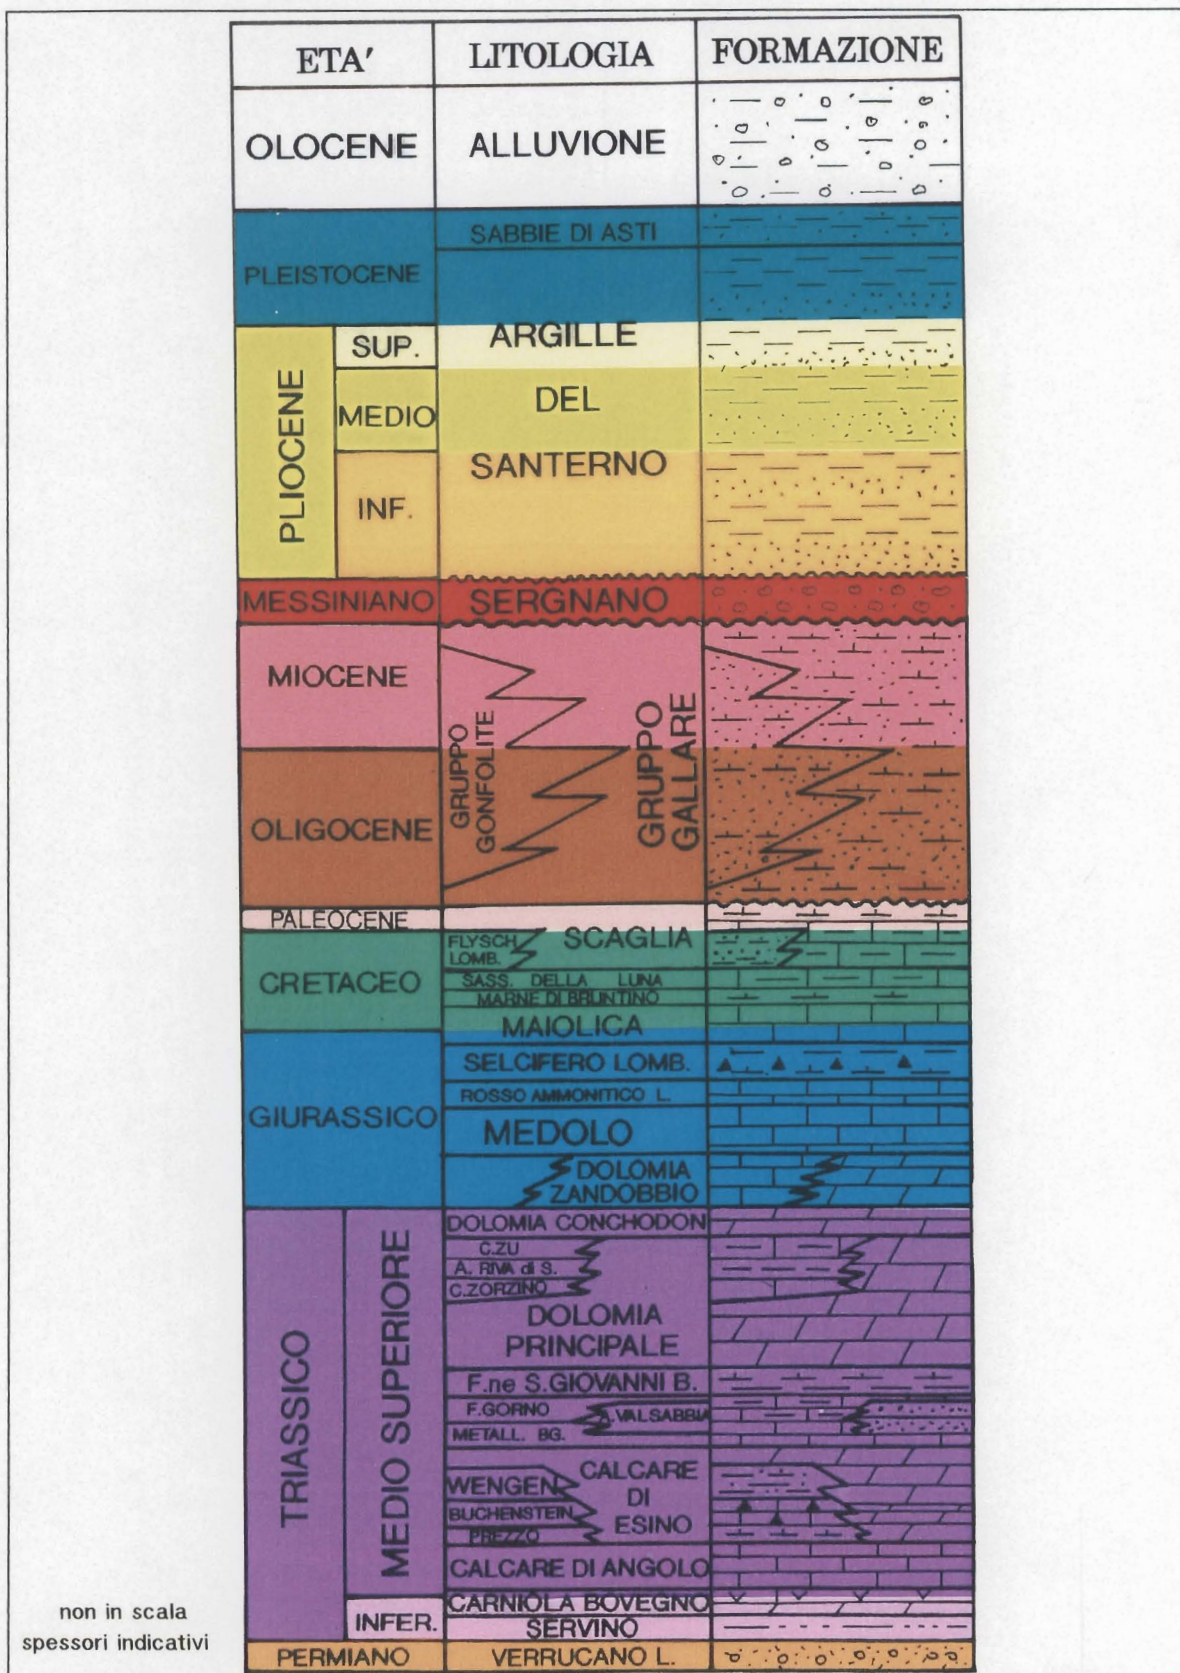 ETA' LITOLOGIA FORMAZIONE
OLOCENE ALLUVIONE
SABBIE DI ASTI
PLEISTOCENE
PLIOCENE
SUP.
MEDIO
INF.
ARGILLE
DEL
SANTERNO
MESSINIANO SERGNANO
MIOCENE
OLIGOCENE
GRUPPO
GONFOLITE
GRUPPO
GALLARE
PALEOCENE
CRETACEO
SCAGLIA
FLYSCH
LOMB.
SASS. DELLA LUNA
MARNE DI BRUNTINO
MAIOLICA
GIURASSICO
SELCIFERO LOMB.
ROSSO AMMONITICO L.
MEDOLO
DOLOMIA
ZANDOBBIO
TRIASSICO
MEDIO SUPERIORE
DOLOMIA CONCHODON
C.ZU
A. RIVA di S.
C.ZORZINO
DOLOMIA
PRINCIPALE
F.ne S.GIOVANNI B.
F.GORNO
A.VALSABBIA
METALL. BG.
WENGEN
BUCHENSTEIN
PREZZO
CALCARE
DI
ESINO
CALCARE DI ANGOLO
INFER.
CARNIOLA BOVEGNO
SERVINO
PERMIANO VERRUCANO L.
non in scala
spessori indicativi